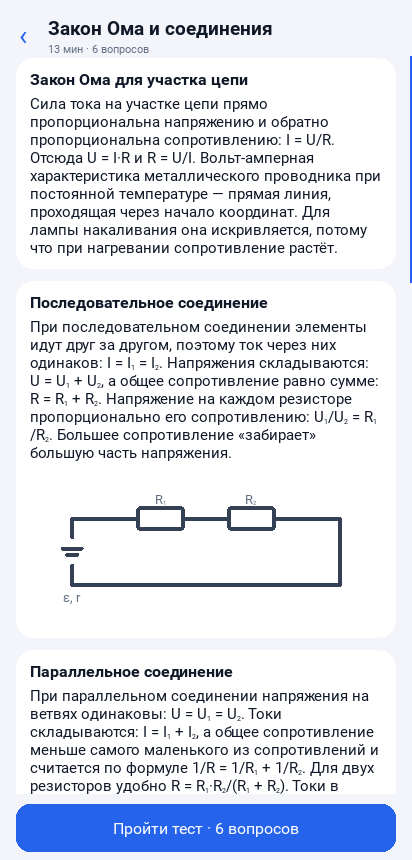 Закон Ома и соединения
13 мин · 6 вопросов
Закон Ома для участка цепи
Сила тока на участке цепи прямо
пропорциональна напряжению и обратно
пропорциональна сопротивлению: I = U/R.
Отсюда U = I·R и R = U/I. Вольт-амперная
характеристика металлического проводника при
постоянной температуре — прямая линия,
проходящая через начало координат. Для
лампы накаливания она искривляется, потому
что при нагревании сопротивление растёт.
Последовательное соединение
При последовательном соединении элементы
идут друг за другом, поэтому ток через них
одинаков: I = I₁ = I₂. Напряжения складываются:
U = U₁ + U₂, а общее сопротивление равно сумме:
R = R₁ + R₂. Напряжение на каждом резисторе
пропорционально его сопротивлению: U₁/U₂ = R₁
/R₂. Большее сопротивление «забирает»
большую часть напряжения.
R₁ R₂
ε, r
Параллельное соединение
При параллельном соединении напряжения на
ветвях одинаковы: U = U₁ = U₂. Токи
складываются: I = I₁ + I₂, а общее сопротивление
меньше самого маленького из сопротивлений и
считается по формуле 1/R = 1/R₁ + 1/R₂. Для двух
резисторов удобно R = R₁·R₂/(R₁ + R₂). Токи в
Пройти тест · 6 вопросов